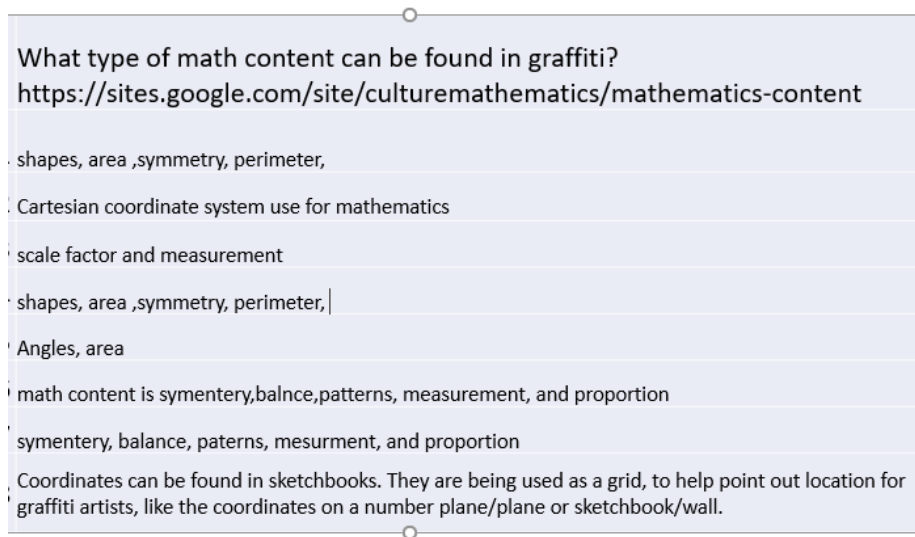 What type of math content can be found in graffiti?
https://sites.google.com/site/culturemathematics/mathematics-content
shapes, area ,symmetry, perimeter,
Cartesian coordinate system use for mathematics
scale factor and measurement
shapes, area ,symmetry, perimeter,
Angles, area
math content is symentery,balnce,patterns, measurement, and proportion
symentery, balance, paterns, mesurment, and proportion
Coordinates can be found in sketchbooks. They are being used as a grid, to help point out location for
graffiti artists, like the coordinates on a number plane/plane or sketchbook/wall.